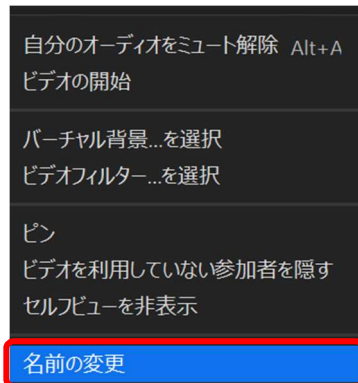 自分のオーディオをミュート解除 Alt+A
ビデオの開始
バーチャル背景...を選択
ビデオフィルター...を選択
ピン
ビデオを利用していない参加者を隠す
セルフビューを非表示
名前の変更